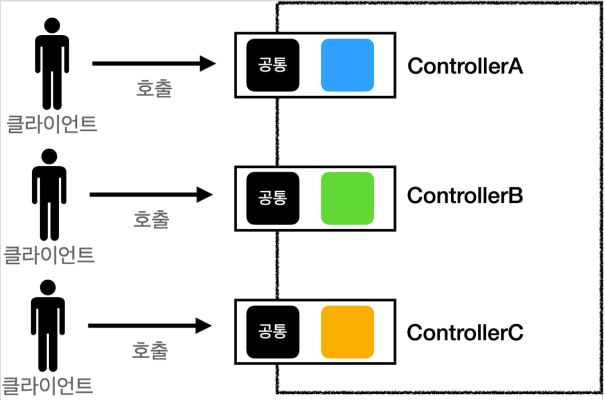 공통
ControllerA
호출
클라이언트
공통
ControllerB
호출
클라이언트
공통
ControllerC
호출
클라이언트